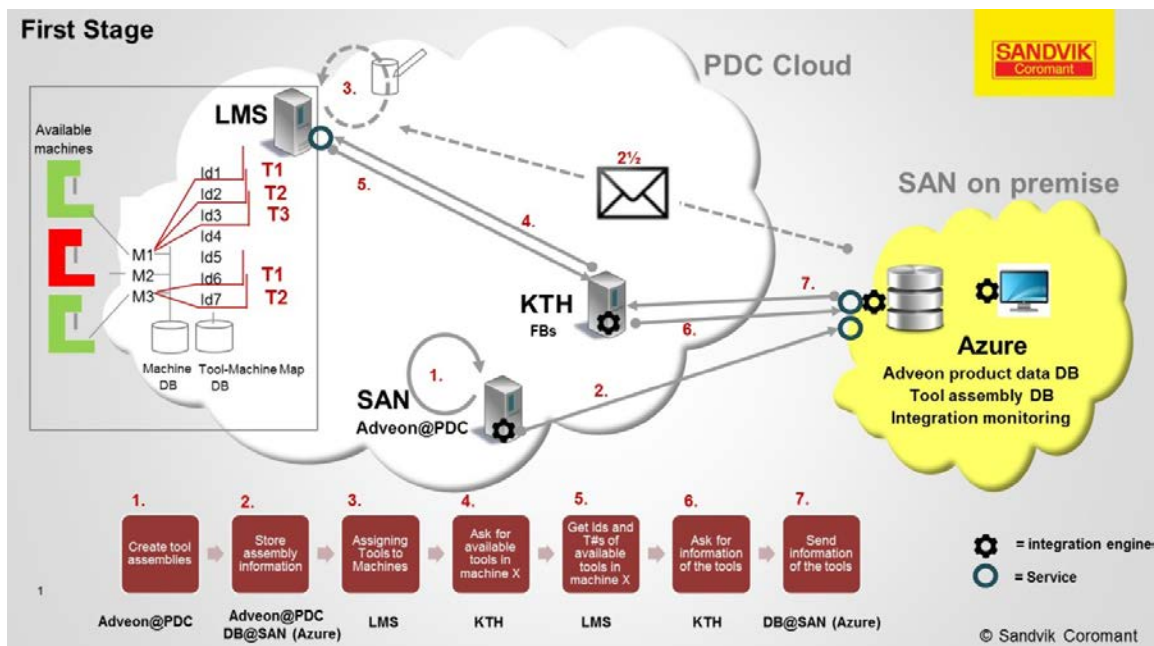 First Stage
SANDVIK
Coromant
PDC Cloud
3.
LMS
Available
machines
2½
Id1
T1
5.
SAN on premise
Id2
T2
Id3
T3
4.
Id4
M1
Id5
M2
Id6
T1
M3
Id7
T2
7.
KTH
FBs
6.
Azure
Machine
DB
Tool-Machine Map
DB
1.
2.
SAN
Adveon@PDC
Adveon product data DB
Tool assembly DB
Integration monitoring
1.
2.
3.
4.
5.
6.
7.
Create tool
assemblies
Store
assembly
information
Assigning
Tools to
Machines
Ask for
available
tools in
machine X
Get Ids and
T#s of
available
tools in
machine X
Ask for
information
of the tools
Send
information
of the tools
= integration engine
= Service
1
Adveon@PDC
Adveon@PDC
DB@SAN (Azure)
LMS
KTH
LMS
KTH
DB@SAN (Azure)
© Sandvik Coromant